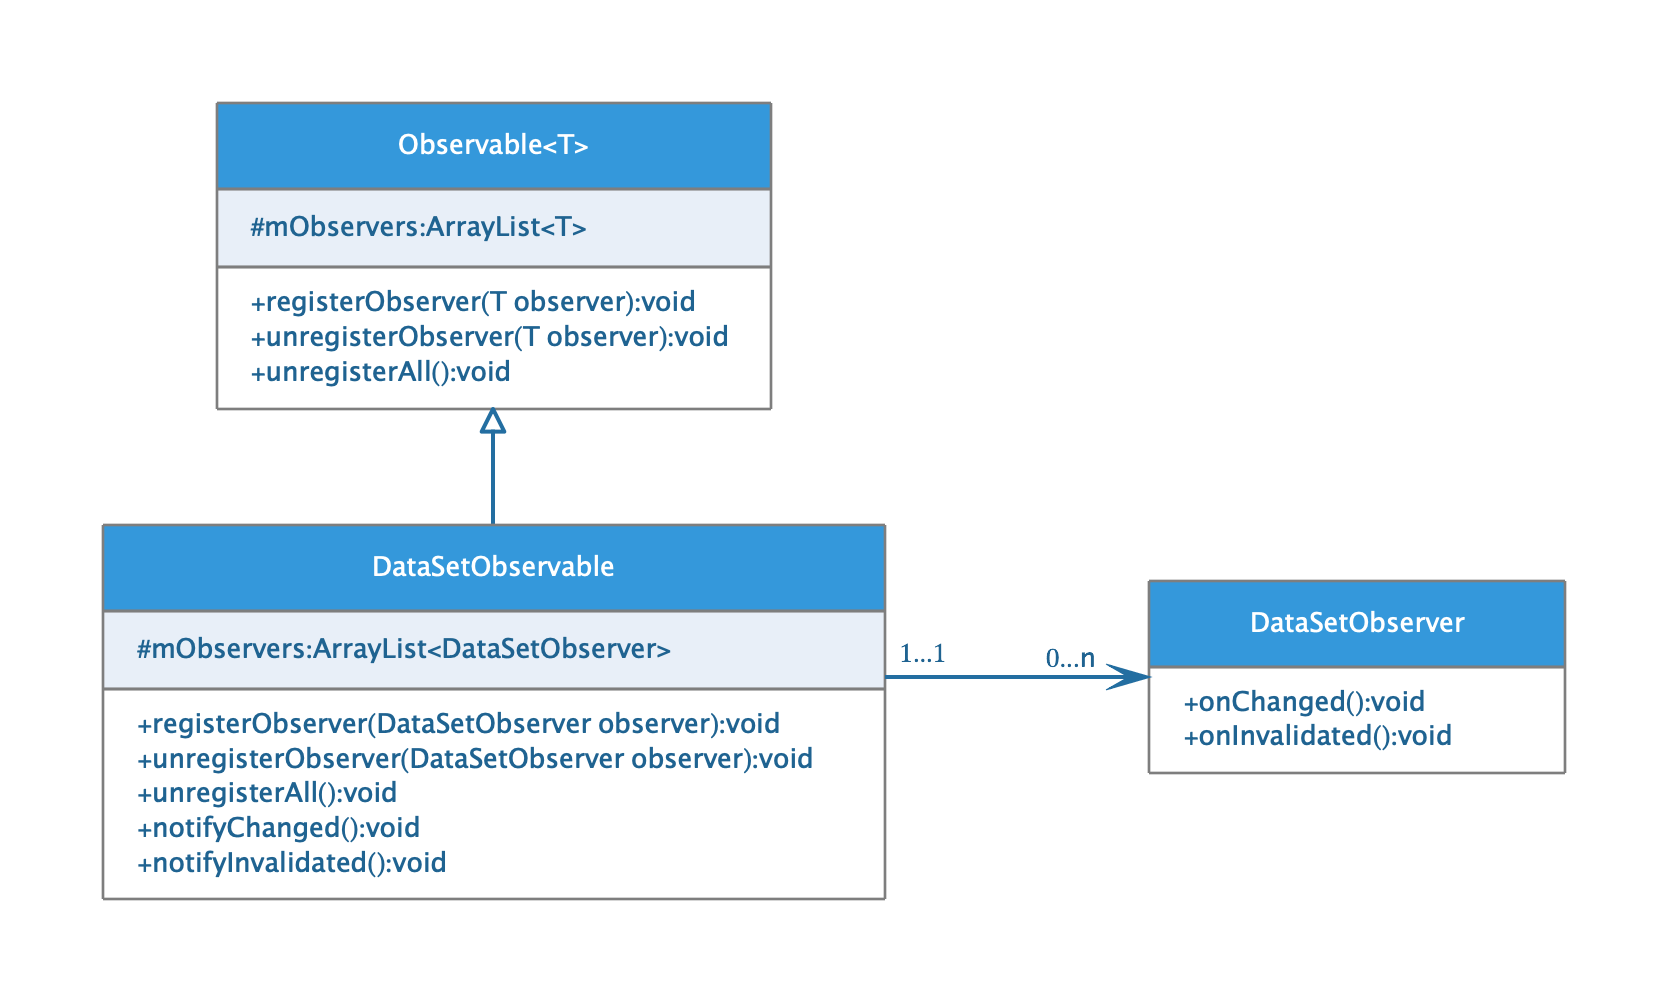 Observable<T>
#mObservers:ArrayList<T>
+registerObserver(T observer):void
+unregisterObserver(T observer):void
+unregisterAll():void
DataSetObservable
#mObservers:ArrayList<DataSetObserver>
+registerObserver(DataSetObserver observer):void
+unregisterObserver(DataSetObserver observer):void
+unregisterAll():void
+notifyChanged():void
+notifyInvalidated():void
1...1
0...n
DataSetObserver
+onChanged():void
+onInvalidated():void